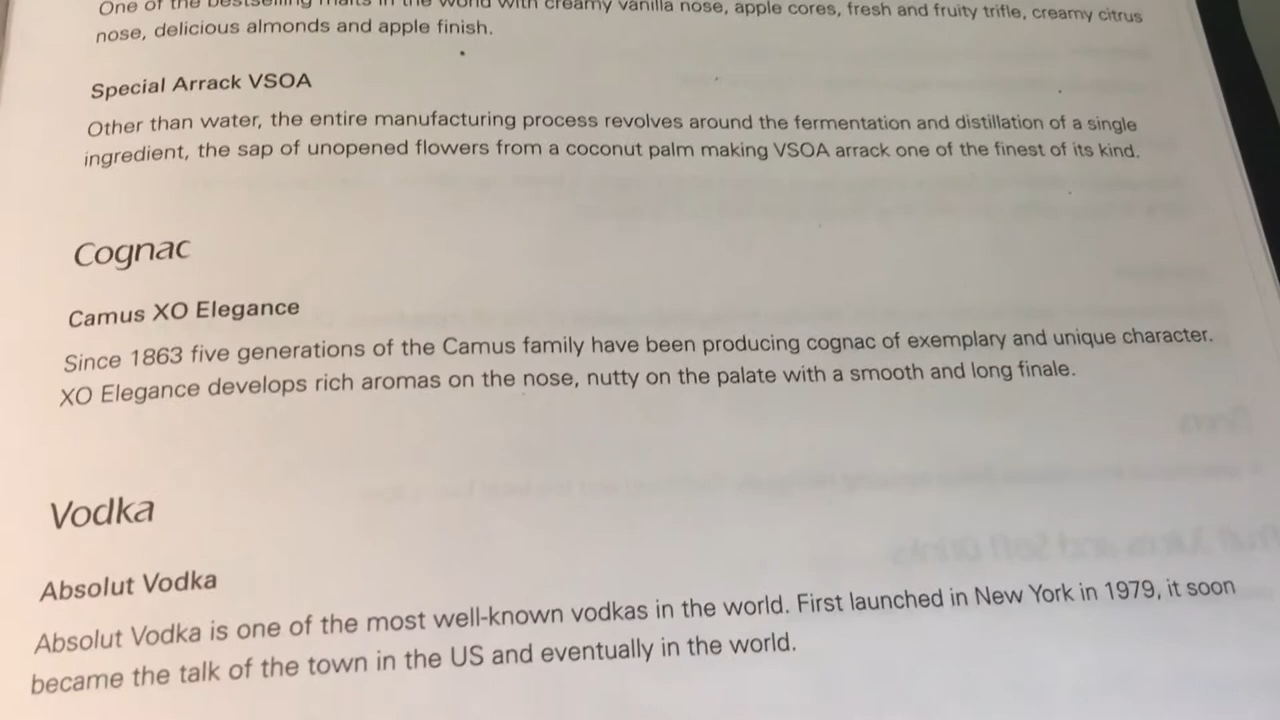 One of the bestselling malts in the world with creamy vanilla nose, apple cores, fresh and fruity trifle, creamy citrus
nose, delicious almonds and apple finish.
Special Arrack VSOA
Other than water, the entire manufacturing process revolves around the fermentation and distillation of a single
ingredient, the sap of unopened flowers from a coconut palm making VSOA arrack one of the finest of its kind.
Cognac
Camus XO Elegance
Since 1863 five generations of the Camus family have been producing cognac of exemplary and unique character.
XO Elegance develops rich aromas on the nose, nutty on the palate with a smooth and long finale.
Vodka
Absolut Vodka
Absolut Vodka is one of the most well-known vodkas in the world. First launched in New York in 1979, it soon
became the talk of the town in the US and eventually in the world.